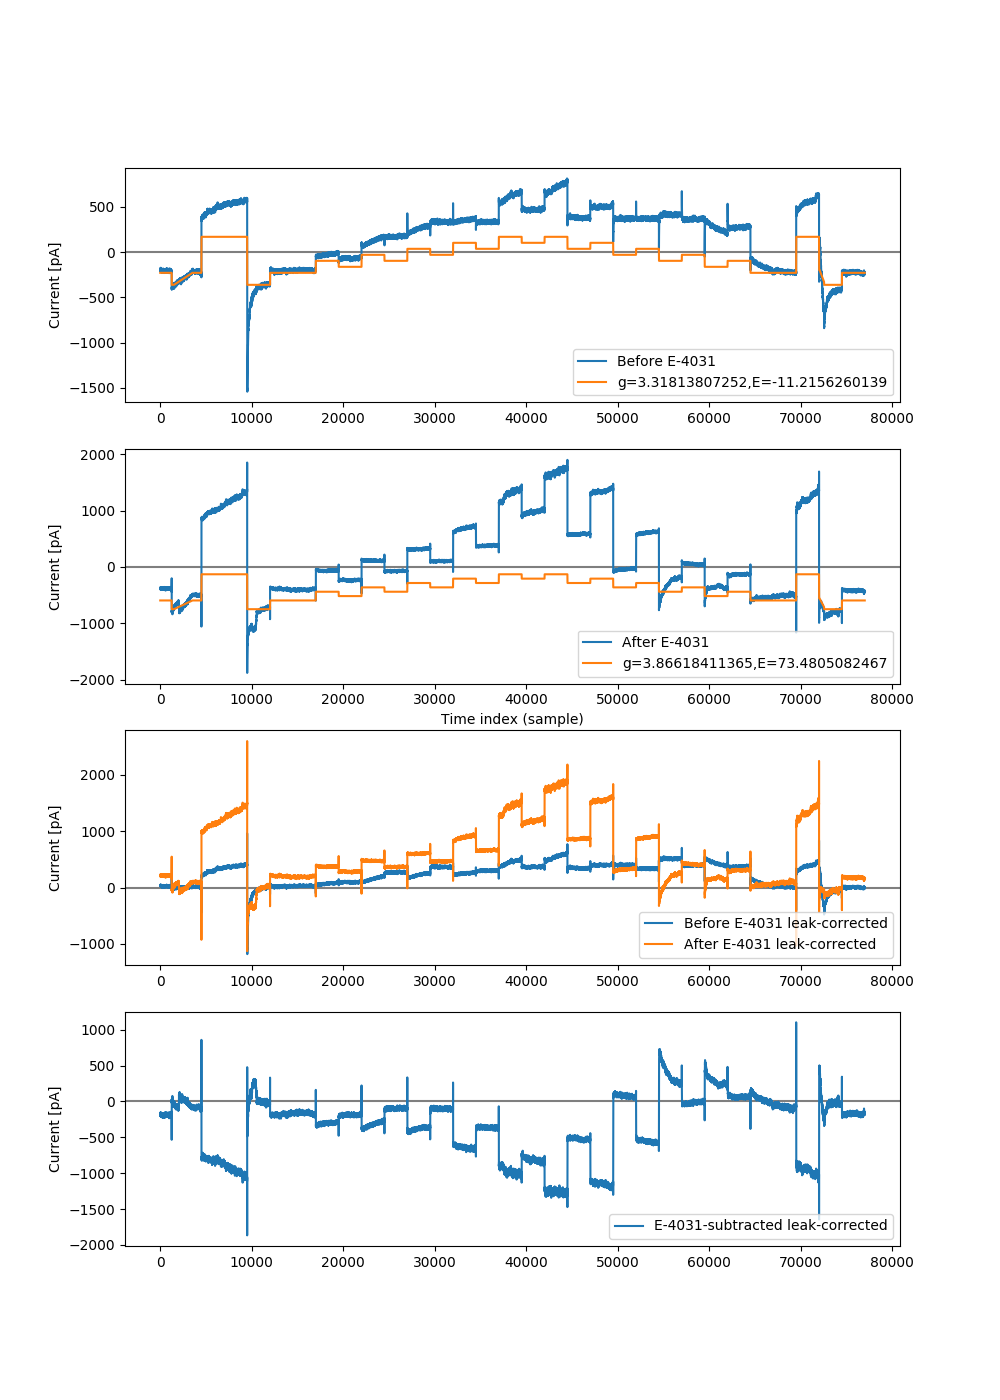 500
0
−500
−1000
−1500
Current [pA]
Before E-4031
g=3.31813807252,E=-11.2156260139
0 10000 20000 30000 40000 50000 60000 70000 80000
2000
1000
0
−1000
−2000
Current [pA]
After E-4031
g=3.86618411365,E=73.4805082467
0 10000 20000 30000 40000 50000 60000 70000 80000
Time index (sample)
2000
1000
0
−1000
Current [pA]
Before E-4031 leak-corrected
After E-4031 leak-corrected
0 10000 20000 30000 40000 50000 60000 70000 80000
1000
500
0
−500
−1000
−1500
−2000
Current [pA]
E-4031-subtracted leak-corrected
0 10000 20000 30000 40000 50000 60000 70000 80000